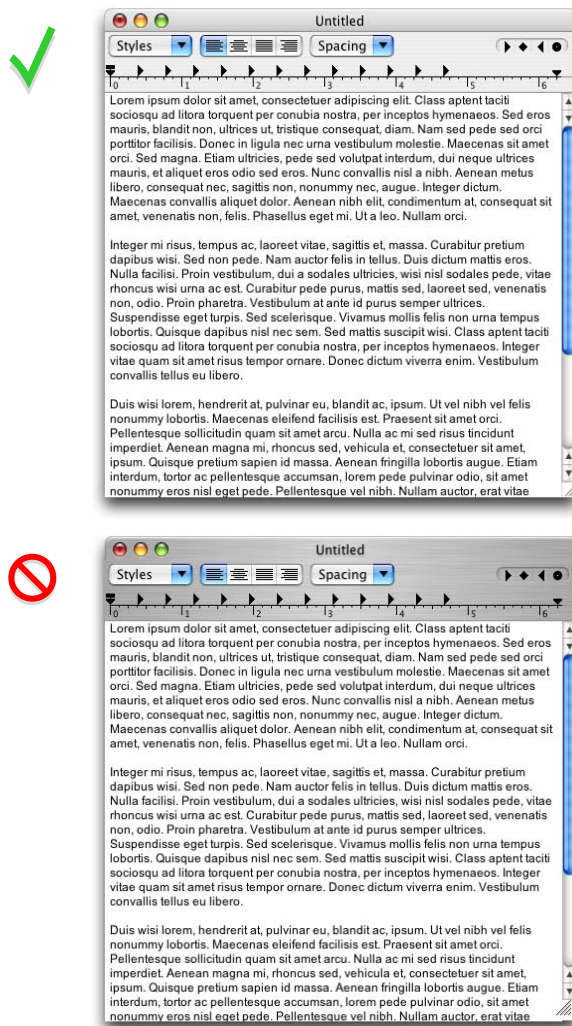 Untitled
Styles Spacing
0 1 2 3 4 5 6
Lorem ipsum dolor sit amet, consectetuer adipiscing elit. Class aptent taciti
sociosqu ad litora torquent per conubia nostra, per inceptos hymenaeos. Sed eros
mauris, blandit non, ultrices ut, tristique consequat, diam. Nam sed pede sed orci
porttitor facilisis. Donec in ligula nec urna vestibulum molestie. Maecenas sit amet
orci. Sed magna. Etiam ultricies, pede sed volutpat interdum, dui neque ultrices
mauris, et aliquet eros odio sed eros. Nunc convallis nisl a nibh. Aenean metus
libero, consequat nec, sagittis non, nonummy nec, augue. Integer dictum.
Maecenas convallis aliquet dolor. Aenean nibh elit, condimentum at, consequat sit
amet, venenatis non, felis. Phasellus eget mi. Ut a leo. Nullam orci.
Integer mi risus, tempus ac, laoreet vitae, sagittis et, massa. Curabitur pretium
dapibus wisi. Sed non pede. Nam auctor felis in tellus. Duis dictum mattis eros.
Nulla facilisi. Proin vestibulum, dui a sodales ultricies, wisi nisl sodales pede, vitae
rhoncus wisi urna ac est. Curabitur pede purus, mattis sed, laoreet sed, venenatis
non, odio. Proin pharetra. Vestibulum at ante id purus semper ultrices.
Suspendisse eget turpis. Sed scelerisque. Vivamus mollis felis non urna tempus
lobortis. Quisque dapibus nisl nec sem. Sed mattis suscipit wisi. Class aptent taciti
sociosqu ad litora torquent per conubia nostra, per inceptos hymenaeos. Integer
vitae quam sit amet risus tempor ornare. Donec dictum viverra enim. Vestibulum
convallis tellus eu libero.
Duis wisi lorem, hendrerit at, pulvinar eu, blandit ac, ipsum. Ut vel nibh vel felis
nonummy lobortis. Maecenas eleifend facilisis est. Praesent sit amet orci.
Pellentesque sollicitudin quam sit amet arcu. Nulla ac mi sed risus tincidunt
imperdiet. Aenean magna mi, rhoncus sed, vehicula et, consectetuer sit amet,
ipsum. Quisque pretium sapien id massa. Aenean fringilla lobortis augue. Etiam
interdum, tortor ac pellentesque accumsan, lorem pede pulvinar odio, sit amet
nonummy eros nisl eget pede. Pellentesque vel nibh. Nullam auctor, erat vitae
Untitled
Styles Spacing
0 1 2 3 4 5 6
Lorem ipsum dolor sit amet, consectetuer adipiscing elit. Class aptent taciti
sociosqu ad litora torquent per conubia nostra, per inceptos hymenaeos. Sed eros
mauris, blandit non, ultrices ut, tristique consequat, diam. Nam sed pede sed orci
porttitor facilisis. Donec in ligula nec urna vestibulum molestie. Maecenas sit amet
orci. Sed magna. Etiam ultricies, pede sed volutpat interdum, dui neque ultrices
mauris, et aliquet eros odio sed eros. Nunc convallis nisl a nibh. Aenean metus
libero, consequat nec, sagittis non, nonummy nec, augue. Integer dictum.
Maecenas convallis aliquet dolor. Aenean nibh elit, condimentum at, consequat sit
amet, venenatis non, felis. Phasellus eget mi. Ut a leo. Nullam orci.
Integer mi risus, tempus ac, laoreet vitae, sagittis et, massa. Curabitur pretium
dapibus wisi. Sed non pede. Nam auctor felis in tellus. Duis dictum mattis eros.
Nulla facilisi. Proin vestibulum, dui a sodales ultricies, wisi nisl sodales pede, vitae
rhoncus wisi urna ac est. Curabitur pede purus, mattis sed, laoreet sed, venenatis
non, odio. Proin pharetra. Vestibulum at ante id purus semper ultrices.
Suspendisse eget turpis. Sed scelerisque. Vivamus mollis felis non urna tempus
lobortis. Quisque dapibus nisl nec sem. Sed mattis suscipit wisi. Class aptent taciti
sociosqu ad litora torquent per conubia nostra, per inceptos hymenaeos. Integer
vitae quam sit amet risus tempor ornare. Donec dictum viverra enim. Vestibulum
convallis tellus eu libero.
Duis wisi lorem, hendrerit at, pulvinar eu, blandit ac, ipsum. Ut vel nibh vel felis
nonummy lobortis. Maecenas eleifend facilisis est. Praesent sit amet orci.
Pellentesque sollicitudin quam sit amet arcu. Nulla ac mi sed risus tincidunt
imperdiet. Aenean magna mi, rhoncus sed, vehicula et, consectetuer sit amet,
ipsum. Quisque pretium sapien id massa. Aenean fringilla lobortis augue. Etiam
interdum, tortor ac pellentesque accumsan, lorem pede pulvinar odio, sit amet
nonummy eros nisl eget pede. Pellentesque vel nibh. Nullam auctor, erat vitae